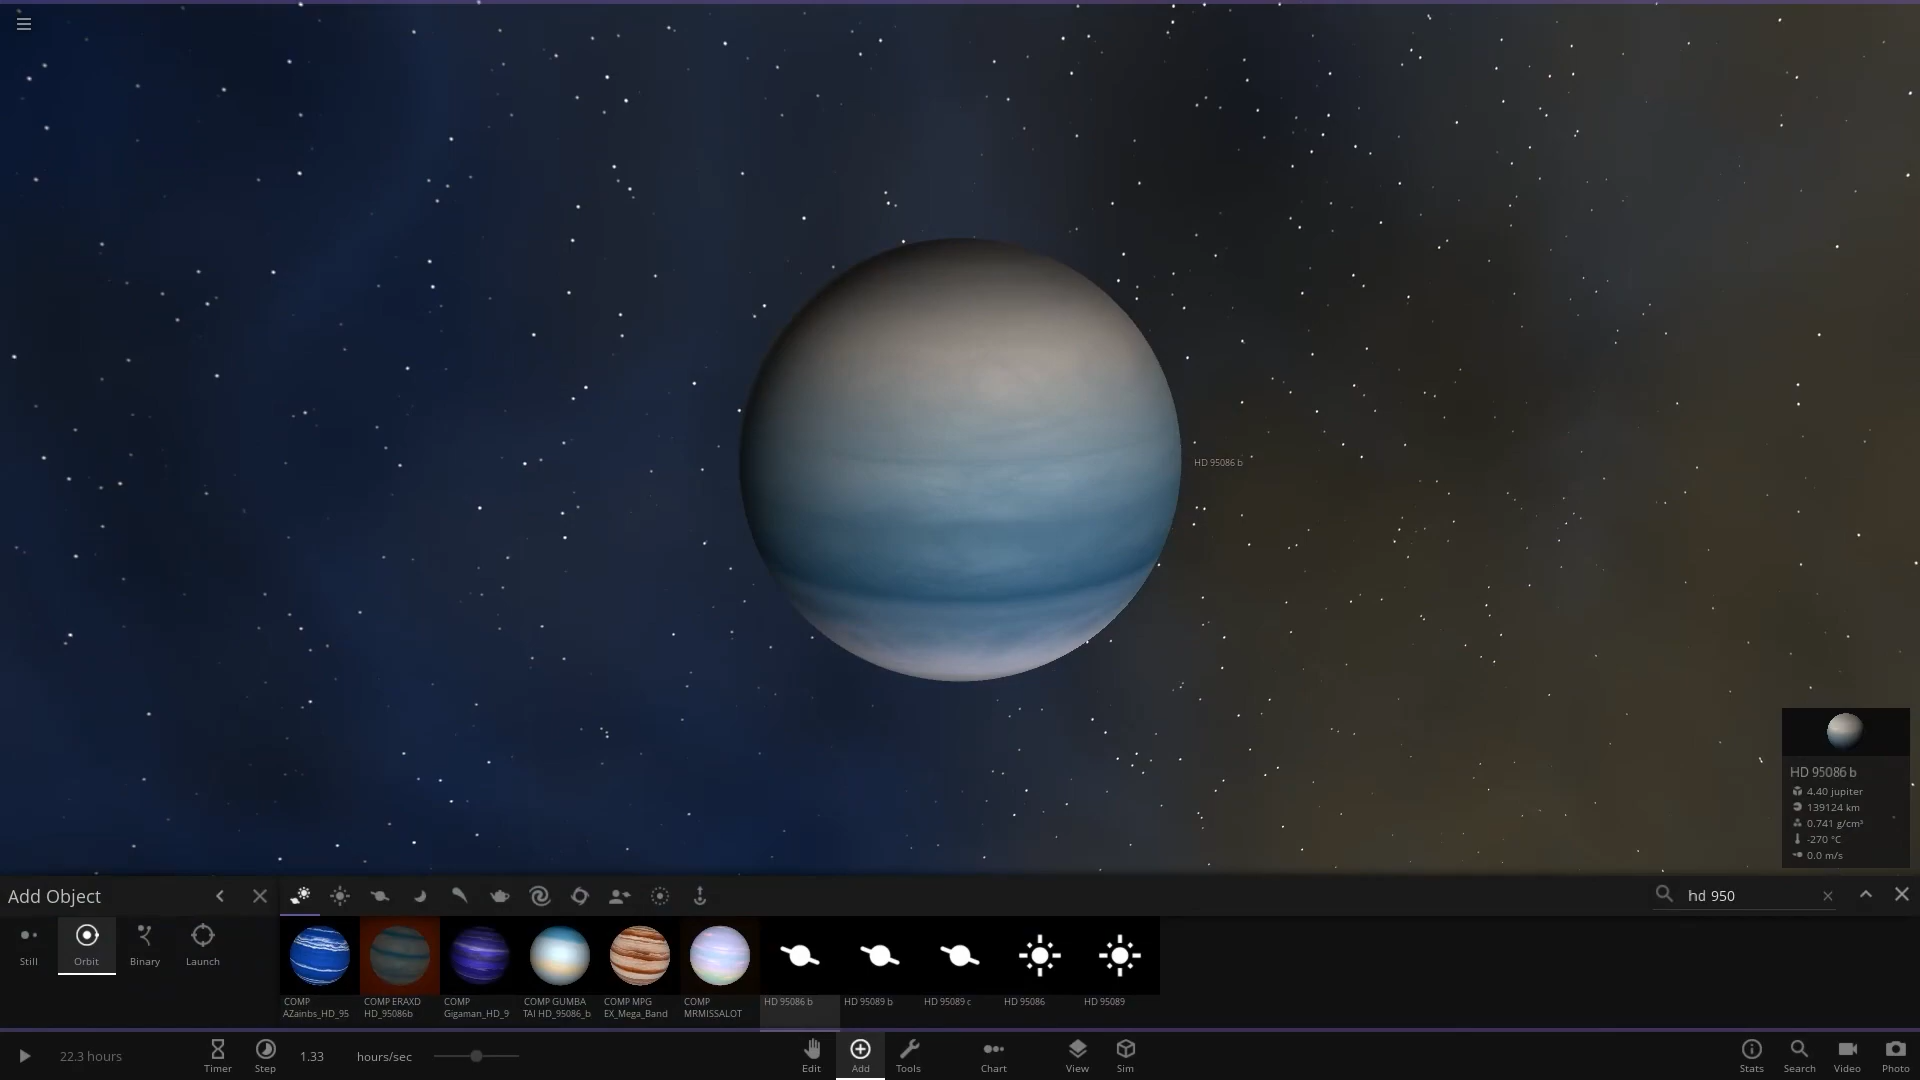 HD 95086 b
HD 95086 b
4.40 jupiter
139124 km
0.741 g/cm³
-270 °C
0.0 m/s
Add Object
hd 950
Still
Orbit
Binary
Launch
COMP
AZainbs_HD_95
COMP ERAXD
HD_95086b
COMP
Gigaman_HD_9
COMP GUMBA
TAI HD_95086_b
COMP MPG
EX_Mega_Band
COMP
MRMISSALOT
HD 95086 b
HD 95089 b
HD 95089 c
HD 95086
HD 95089
22.3 hours
Timer
Step
1.33
hours/sec
Edit
Add
Tools
Chart
View
Sim
Stats
Search
Video
Photo